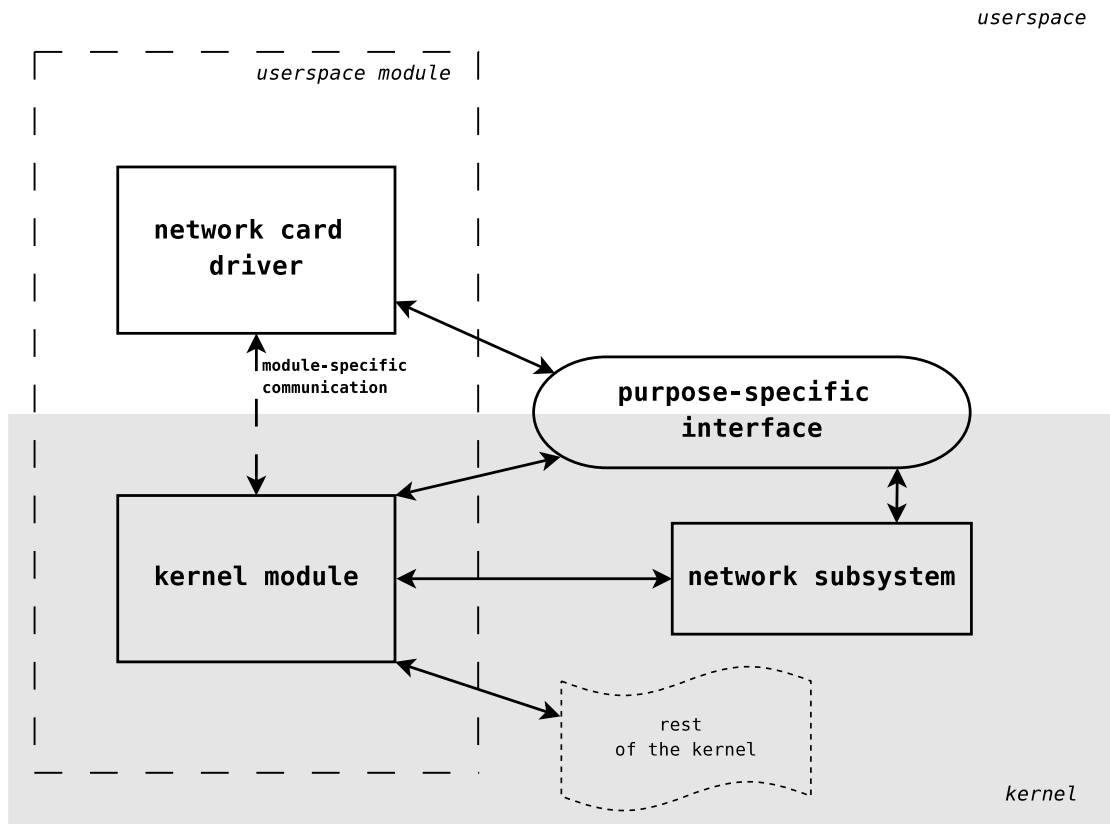 userspace
userspace module
network card
driver
module-specific
communication
purpose-specific
interface
kernel module
network subsystem
rest
of the kernel
kernel